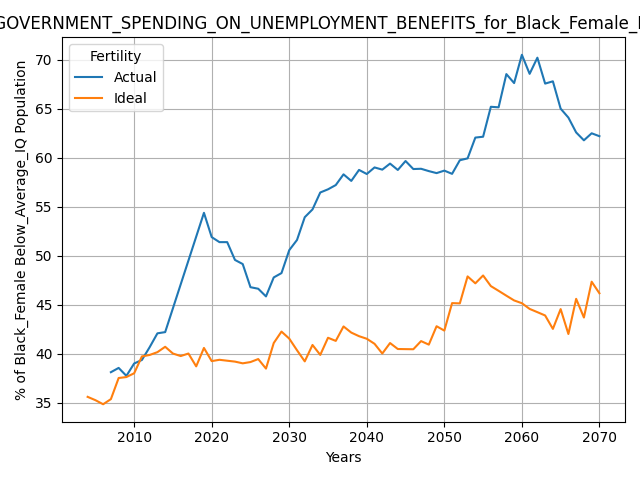 GOVERNMENT_SPENDING_ON_UNEMPLOYMENT_BENEFITS_for_Black_Female_
% of Black_Female Below_Average_IQ Population
Fertility
Actual
Ideal
70
65
60
55
50
45
40
35
2010
2020
2030
2040
2050
2060
2070
Years